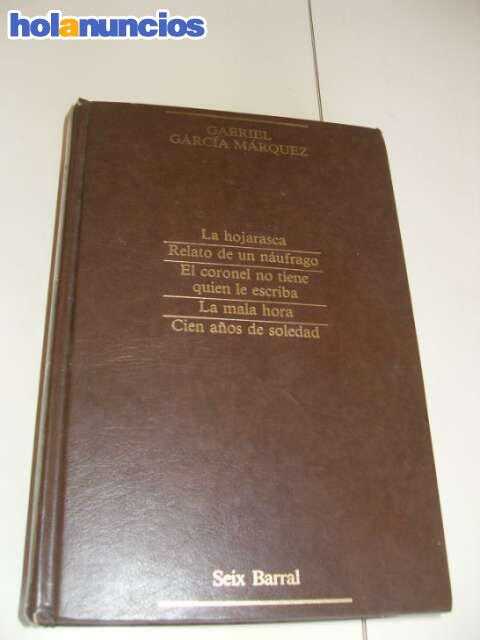 holanuncios
GABRIEL
GARCÍA MÁRQUEZ
La hojarasca
Relato de un náufrago
El coronel no tiene
quien le escriba
La mala hora
Cien años de soledad
Seix Barral